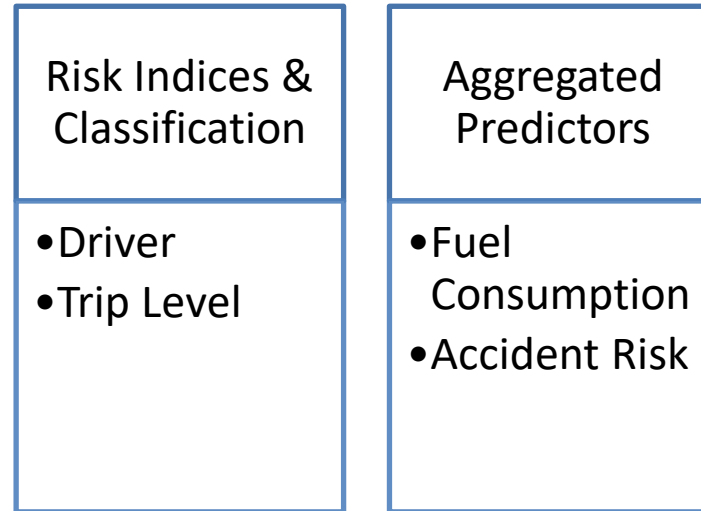 Risk Indices &
Classification
•Driver
•Trip Level
Aggregated
Predictors
•Fuel
Consumption
•Accident Risk